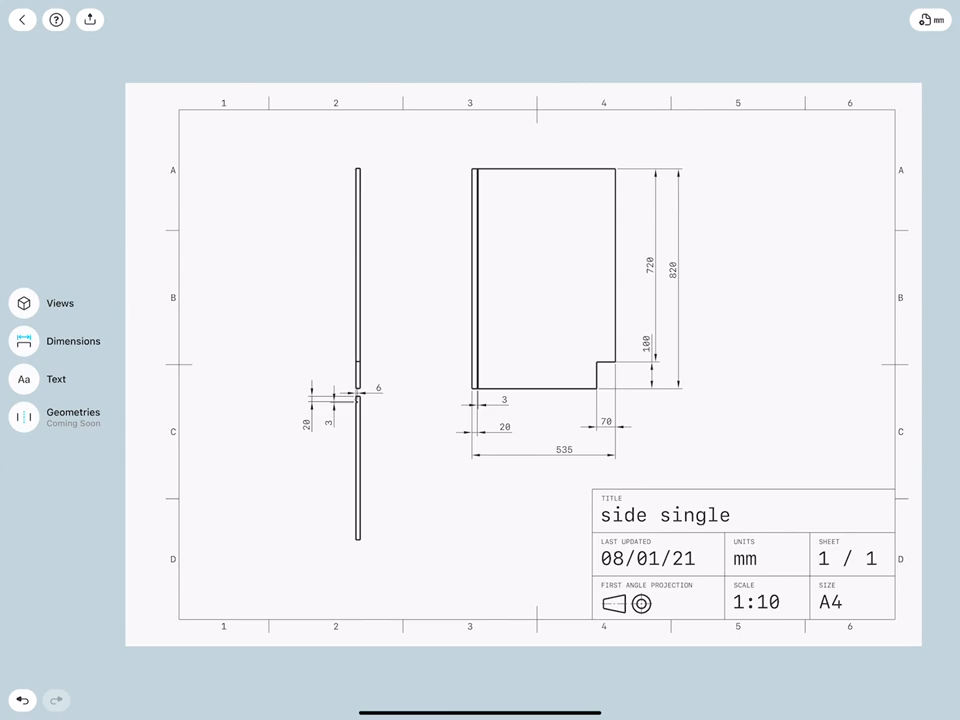 mm
1 2 3 4 5 6
A A
720
820
B B
Views
Dimensions
100
Aa Text
6
3
Geometries
Coming Soon
20
3
70
20
C C
535
TITLE
side single
LAST UPDATED UNITS SHEET
08/01/21 mm 1 / 1
D D
FIRST ANGLE PROJECTION SCALE SIZE
1:10 A4
1 2 3 4 5 6